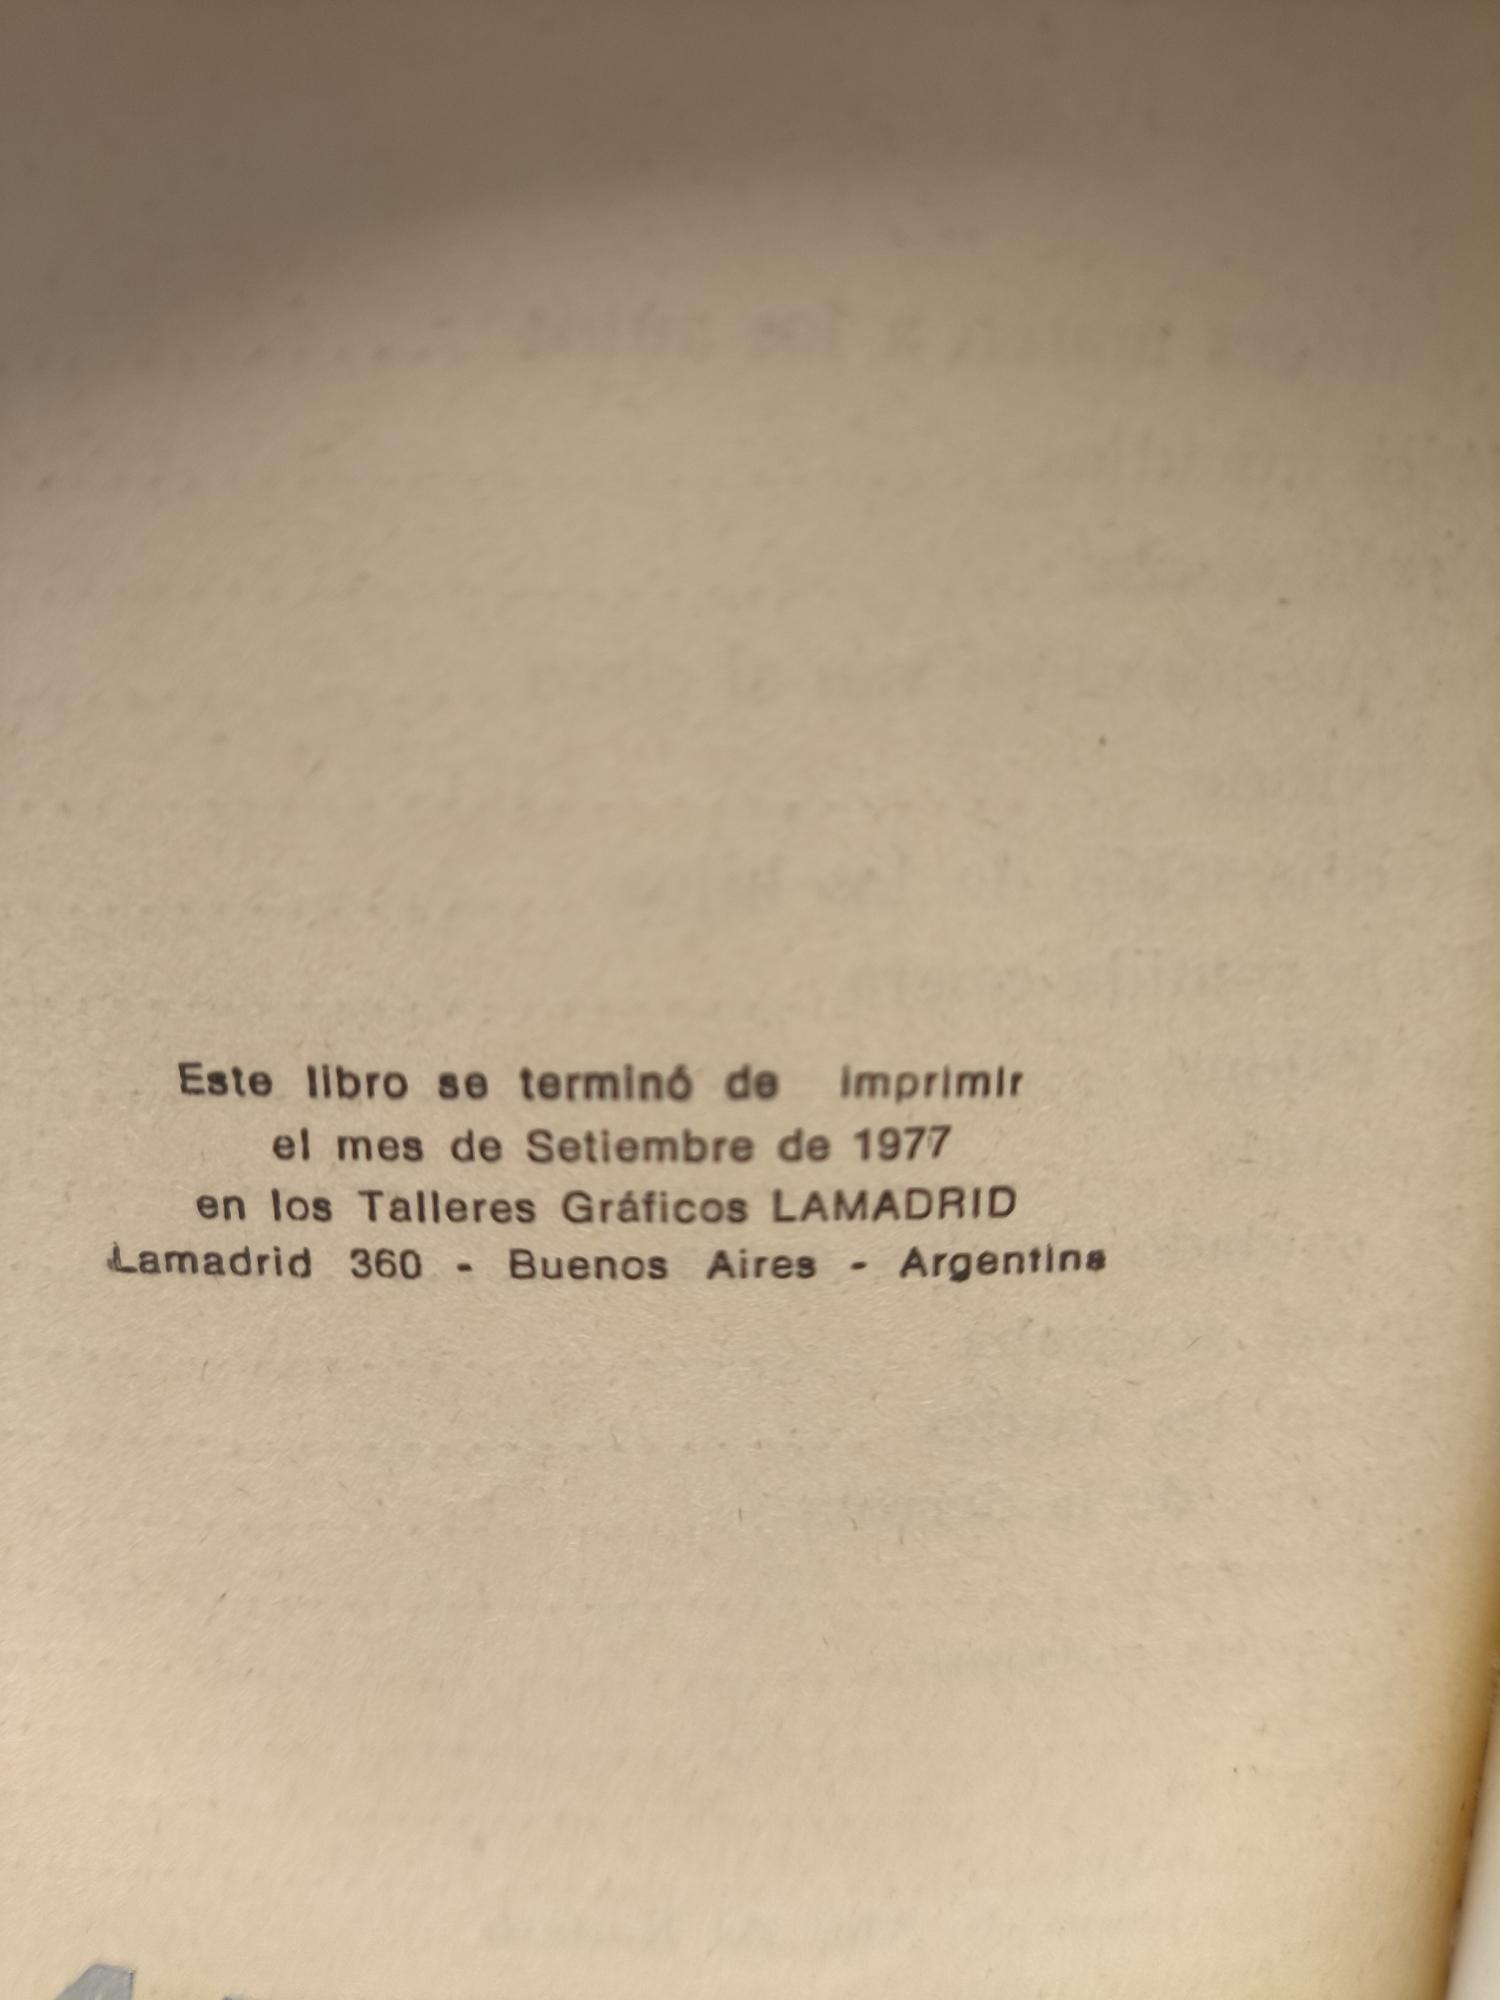 Este libro se terminó de imprimir
el mes de Setiembre de 1977
en los Talleres Gráficos LAMADRID
Lamadrid 360 - Buenos Aires - Argentina